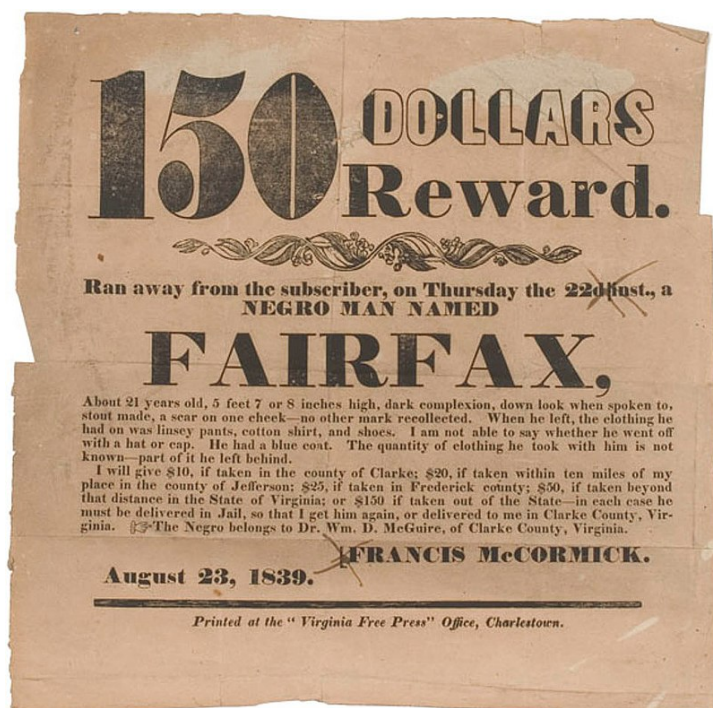 150 DOLLARS
Reward.
Ran away from the subscriber, on Thursday the 22d inst., a
NEGRO MAN NAMED
FAIRFAX,
About 21 years old, 5 feet 7 or 8 inches high, dark complexion, down look when spoken to,
stout made, a scar on one cheek—no other mark recollected. When he left, the clothing he
had on was linsey pants, cotton shirt, and shoes. I am not able to say whether he went off
with a hat or cap. He had a blue coat. The quantity of clothing he took with him is not
known—part of it he left behind.
I will give $10, if taken in the county of Clarke; $20, if taken within ten miles of my
place in the county of Jefferson; $25, if taken in Frederick county; $50, if taken beyond
that distance in the State of Virginia; or $150 if taken out of the State—in each case he
must be delivered in Jail, so that I get him again, or delivered to me in Clarke County, Vir-
ginia. ☞The Negro belongs to Dr. Wm. D. McGuire, of Clarke County, Virginia.
FRANCIS McCORMICK.
August 23, 1839.
Printed at the "Virginia Free Press" Office, Charlestown.